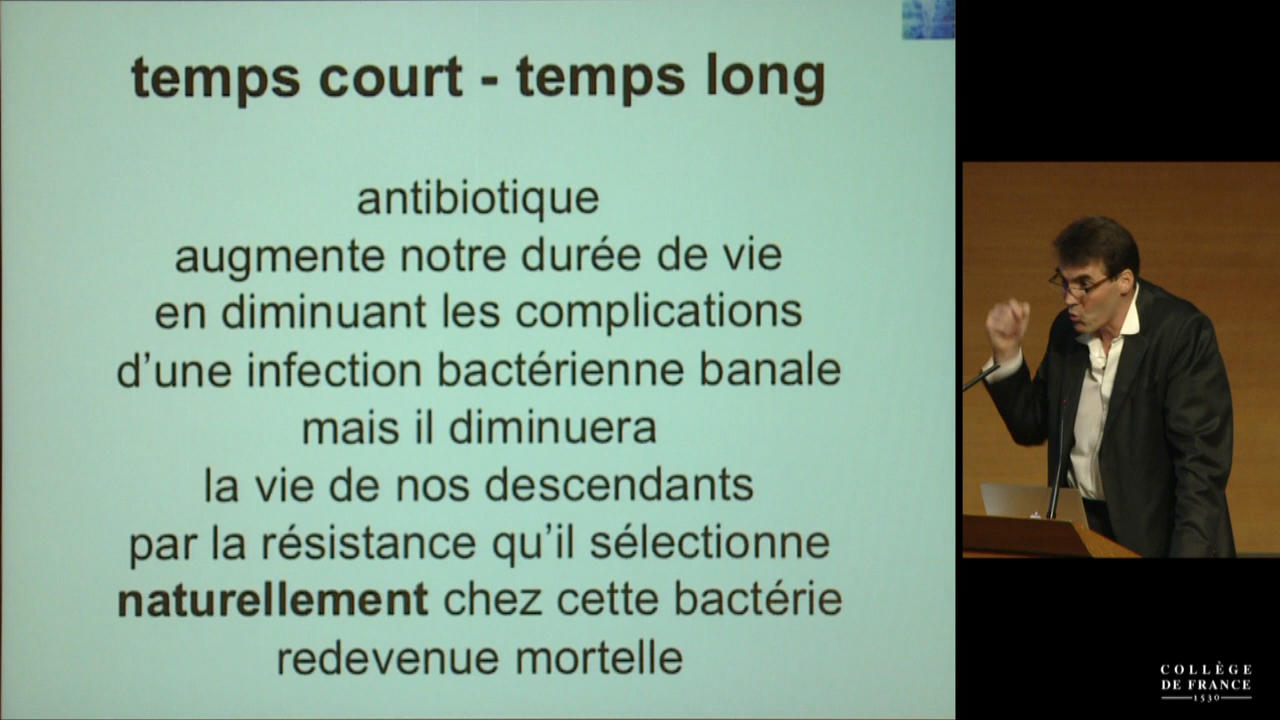 temps court - temps long
antibiotique
augmente notre durée de vie
en diminuant les complications
d’une infection bactérienne banale
mais il diminuera
la vie de nos descendants
par la résistance qu’il sélectionne
naturellement chez cette bactérie
redevenue mortelle
COLLÈGE
DE FRANCE
1530